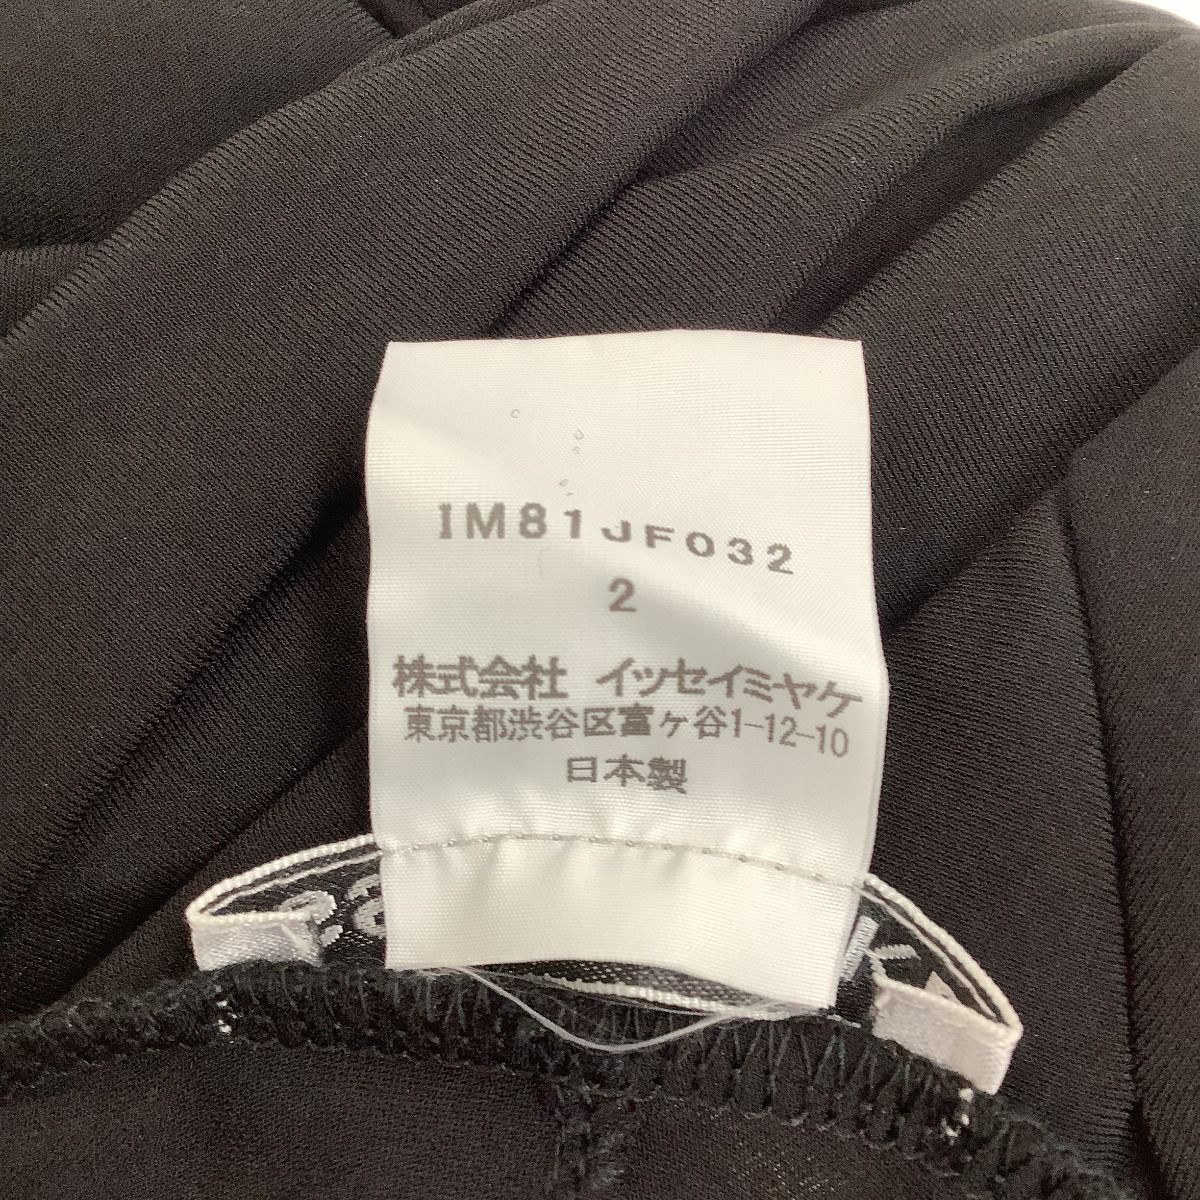 IM81JF032
2
株式会社 イッセイミヤケ
東京都渋谷区富ヶ谷1-12-10
日本製